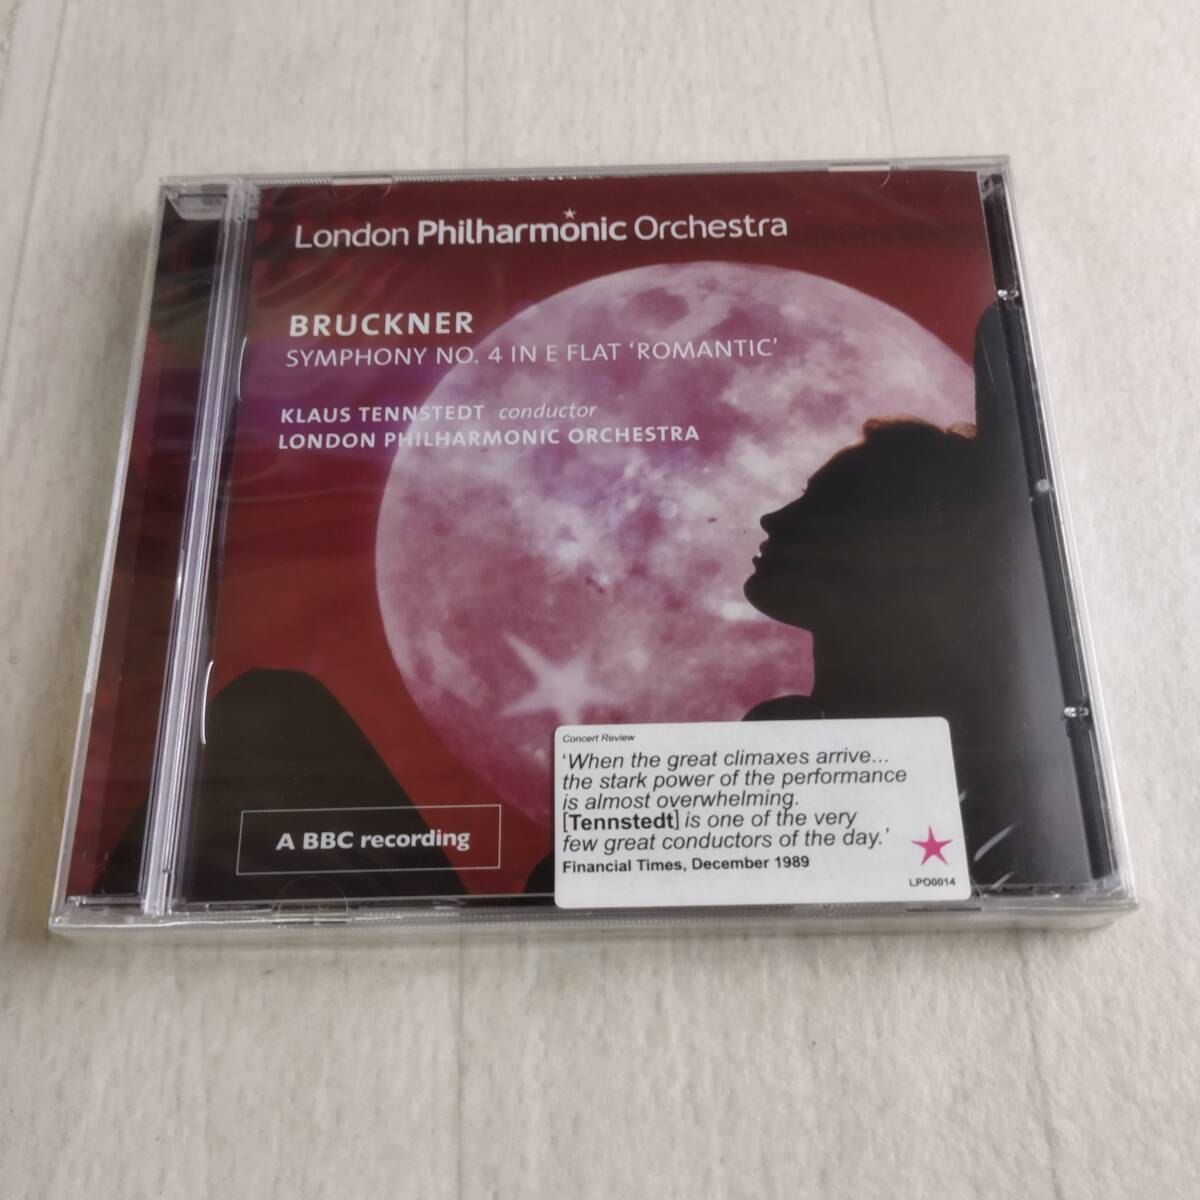 London Philharmonic Orchestra
BRUCKNER
SYMPHONY NO. 4 IN E FLAT ‘ROMANTIC’
KLAUS TENNSTEDT conductor
LONDON PHILHARMONIC ORCHESTRA
A BBC recording
Concert Review
‘When the great climaxes arrive...
the stark power of the performance
is almost overwhelming.
[Tennstedt] is one of the very
few great conductors of the day.’
Financial Times, December 1989
LPO0014